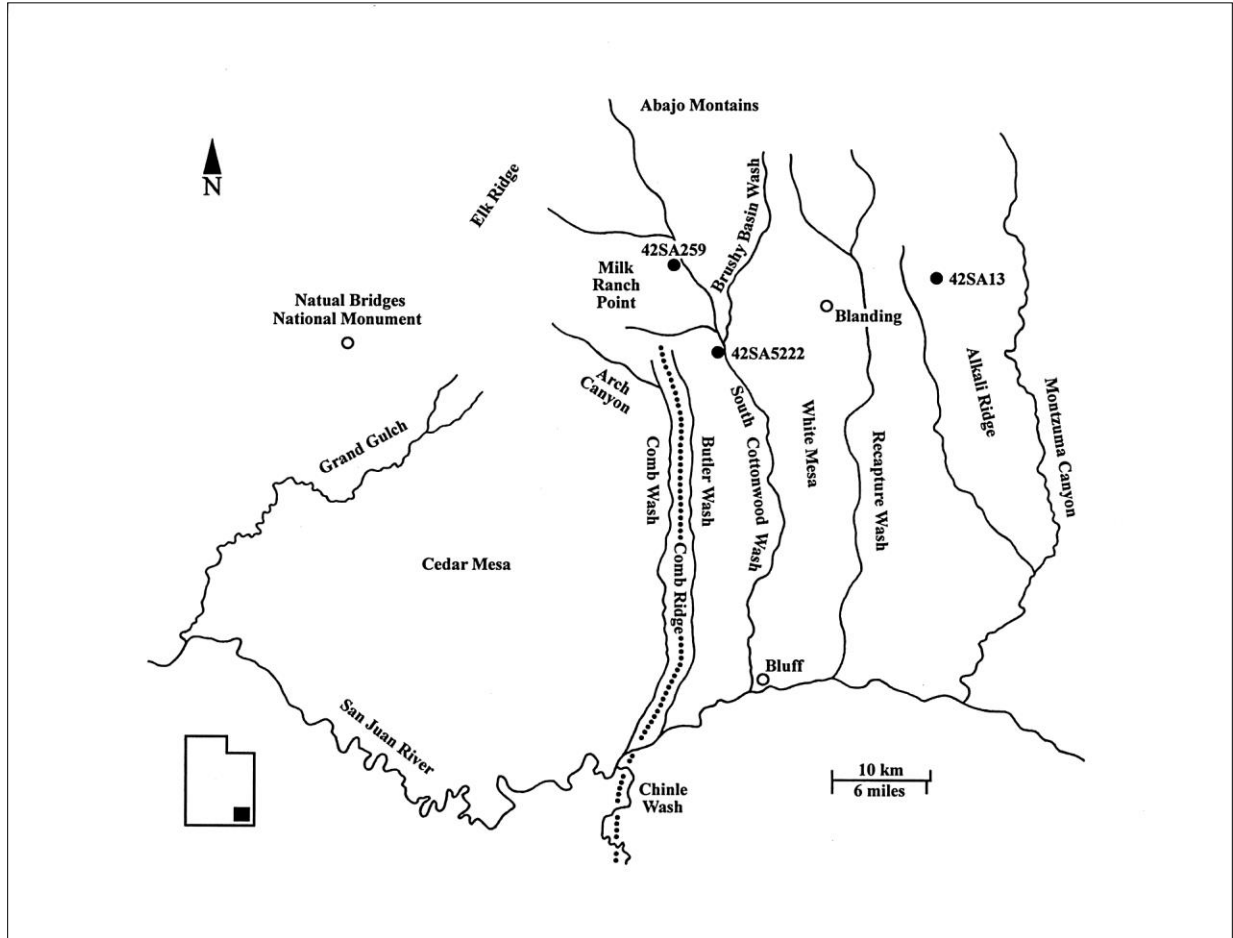 Abajo Montains
N
Elk Ridge
Brushy Basin Wash
42SA259
Milk
Ranch
Point
42SA13
Natual Bridges
National Monument
Blanding
42SA5222
Arch
Canyon
Alkali Ridge
Montzuma Canyon
South Cottonwood Wash
White Mesa
Grand Gulch
Comb Wash
Butler Wash
Recapture Wash
Cedar Mesa
Comb Ridge
Bluff
San Juan River
10 km
6 miles
Chinle
Wash